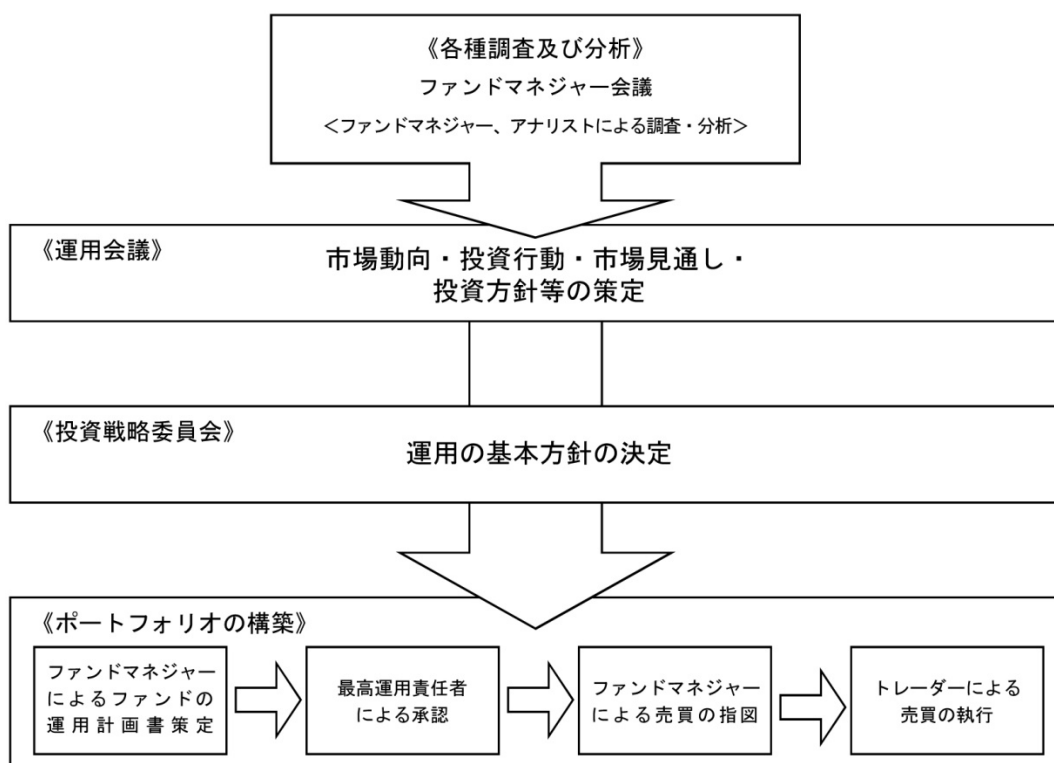 《各種調査及び分析》
ファンドマネジャー会議
＜ファンドマネジャー、アナリストによる調査・分析＞
《運用会議》
市場動向・投資行動・市場見通し・
投資方針等の策定
《投資戦略委員会》
運用の基本方針の決定
《ポートフォリオの構築》
ファンドマネジャー
によるファンドの
運用計画書策定
最高運用責任者
による承認
ファンドマネジャー
による売買の指図
トレーダーによる
売買の執行